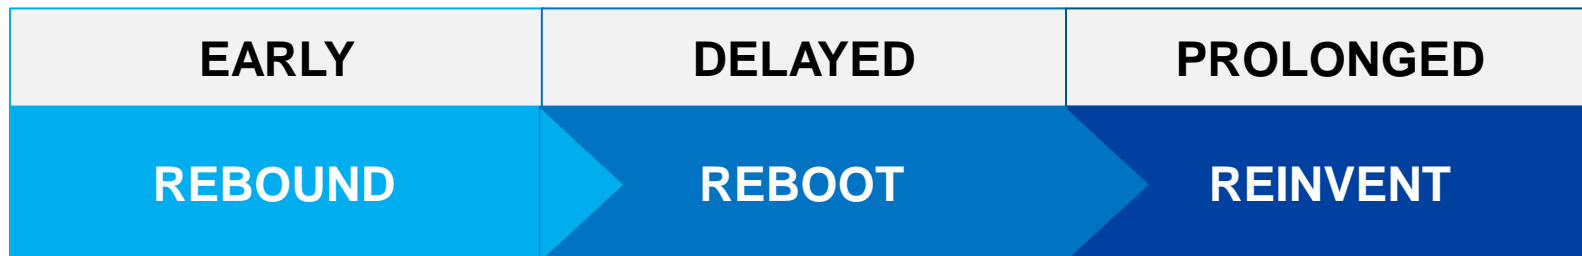 EARLY DELAYED PROLONGED
REBOUND REBOOT REINVENT